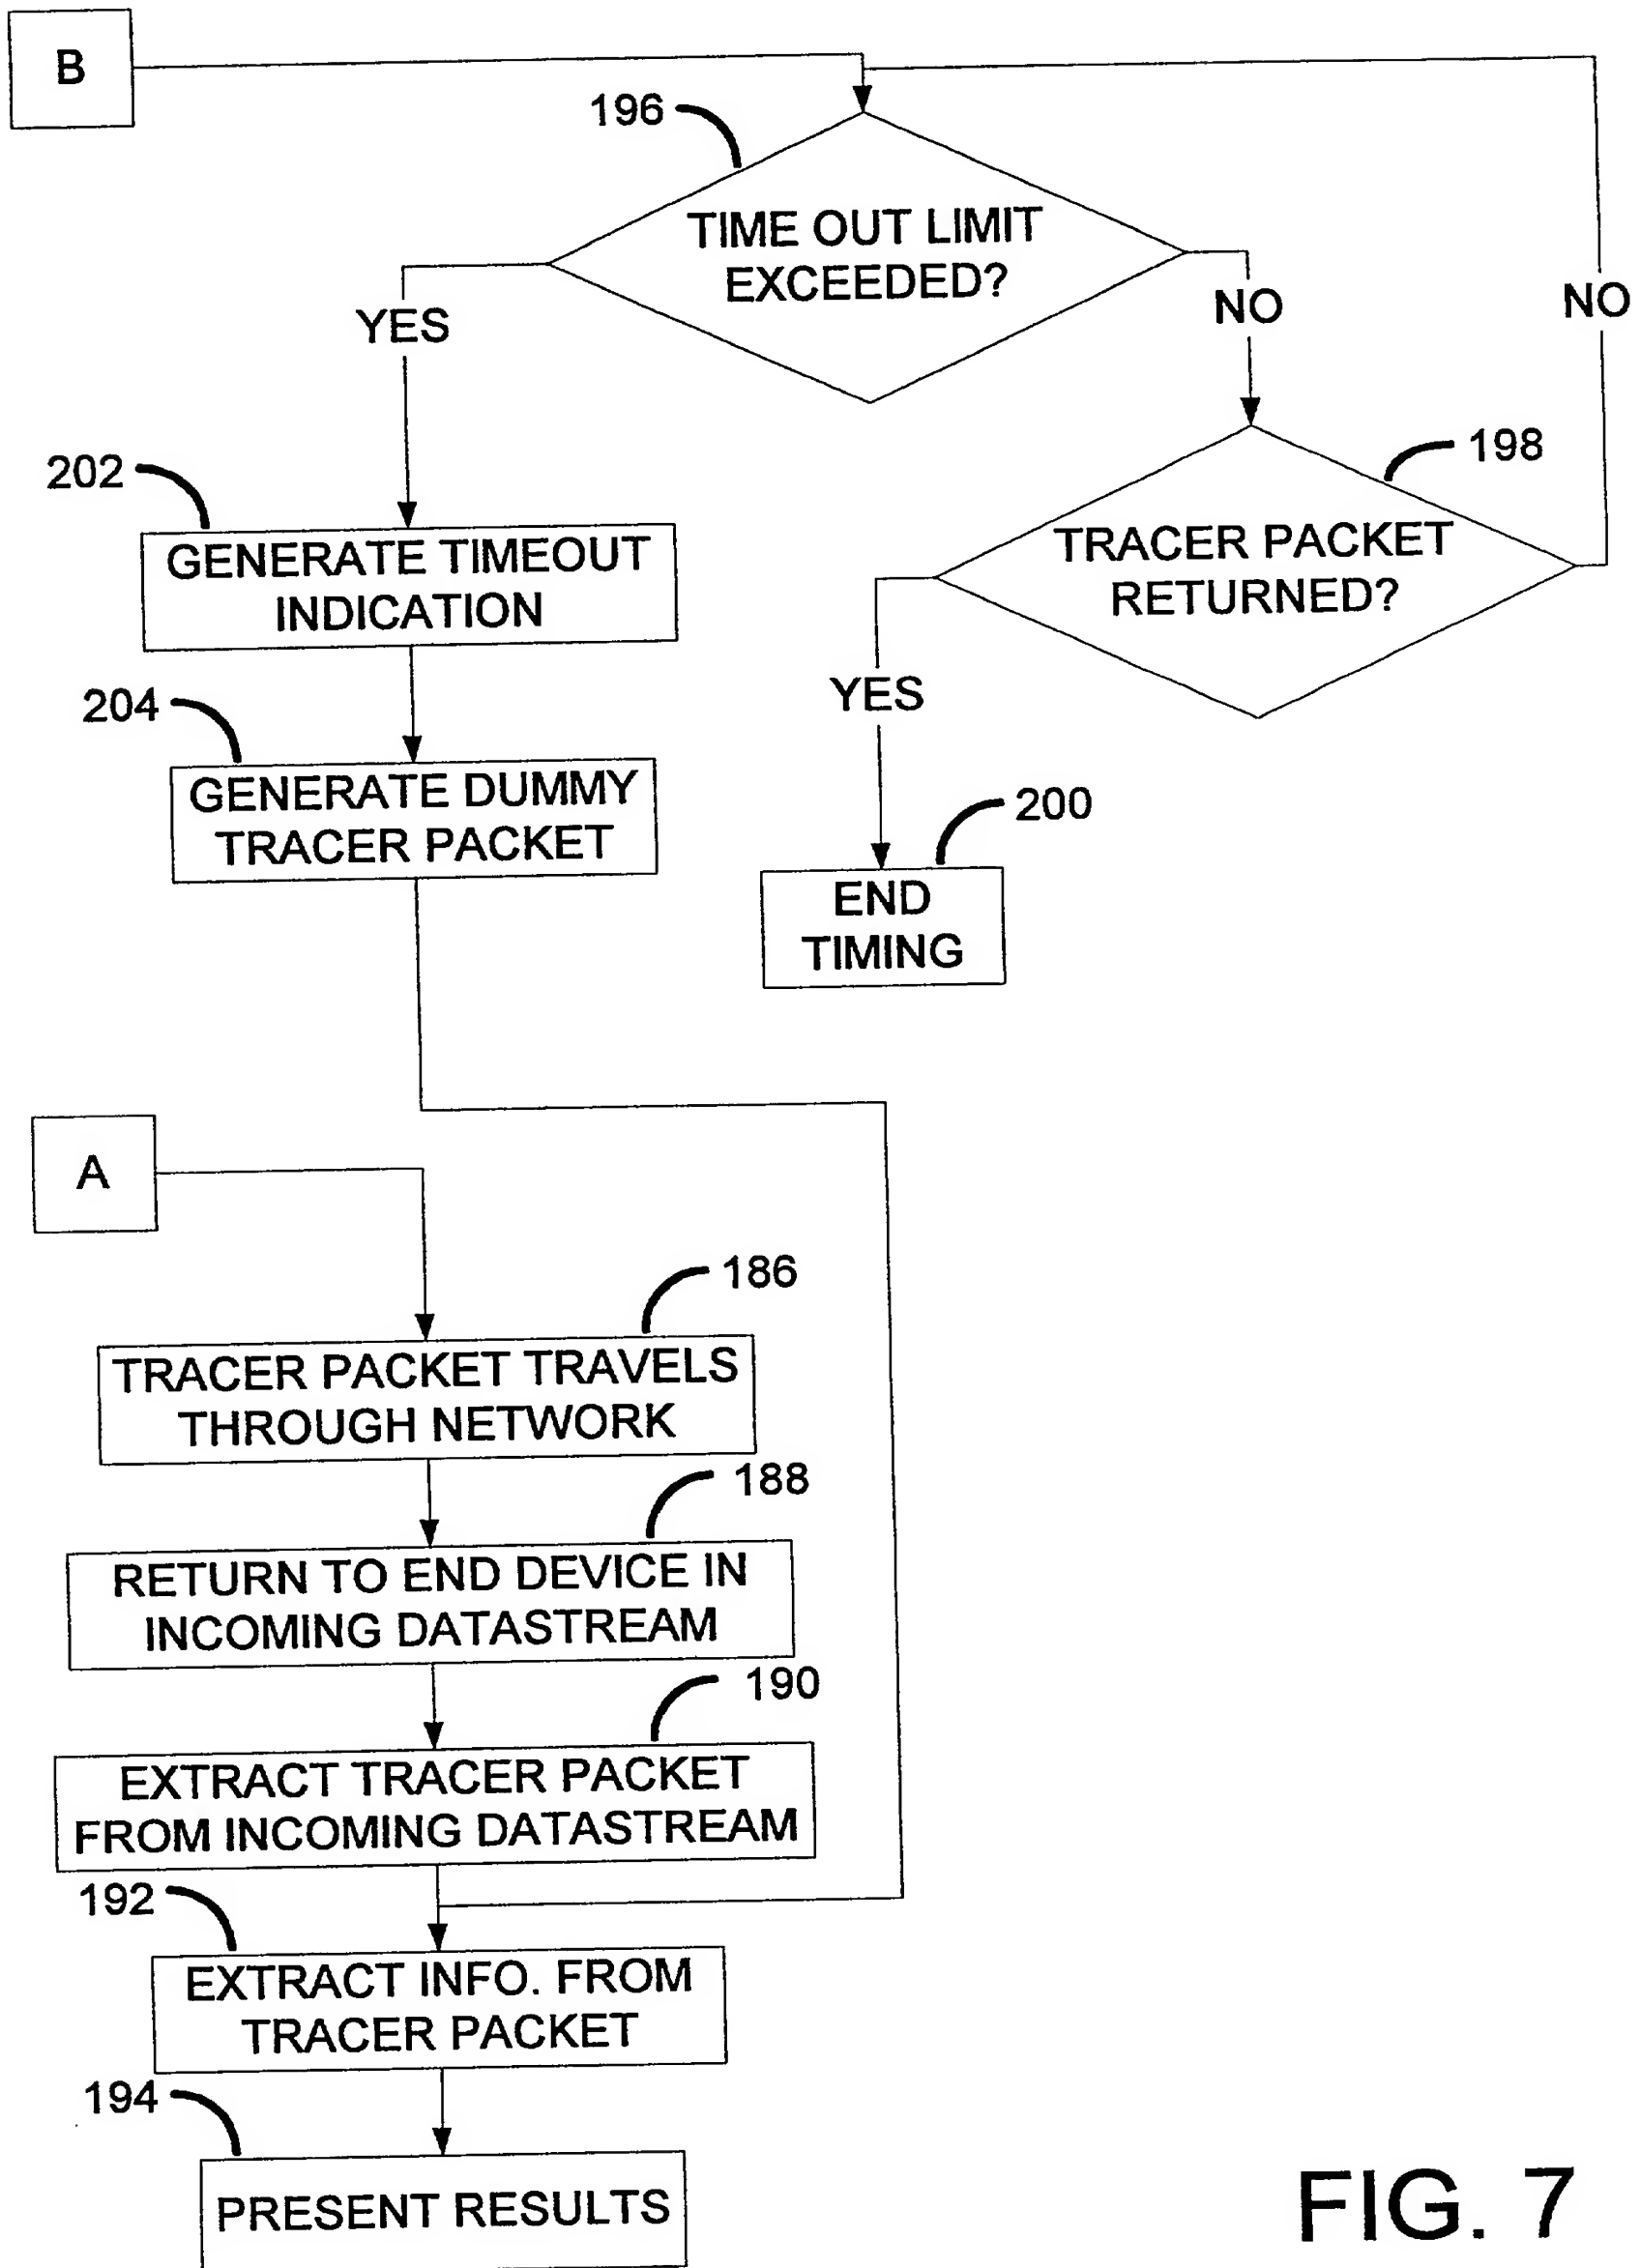 B
196
TIME OUT LIMIT
EXCEEDED?
YES
NO
NO
198
202
TRACER PACKET
RETURNED?
GENERATE TIMEOUT
INDICATION
YES
204
GENERATE DUMMY
TRACER PACKET
200
END
TIMING
A
186
TRACER PACKET TRAVELS
THROUGH NETWORK
188
RETURN TO END DEVICE IN
INCOMING DATASTREAM
190
EXTRACT TRACER PACKET
FROM INCOMING DATASTREAM
192
EXTRACT INFO. FROM
TRACER PACKET
194
PRESENT RESULTS
FIG. 7